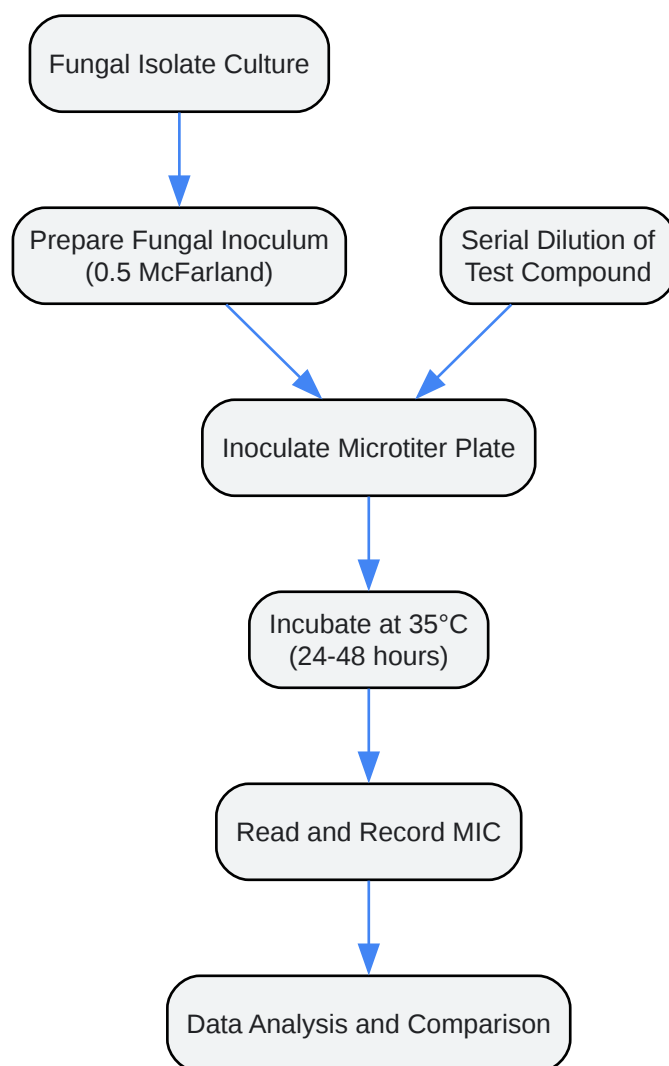 Fungal Isolate Culture
Prepare Fungal Inoculum
(0.5 McFarland)
Serial Dilution of
Test Compound
Inoculate Microtiter Plate
Incubate at 35°C
(24-48 hours)
Read and Record MIC
Data Analysis and Comparison